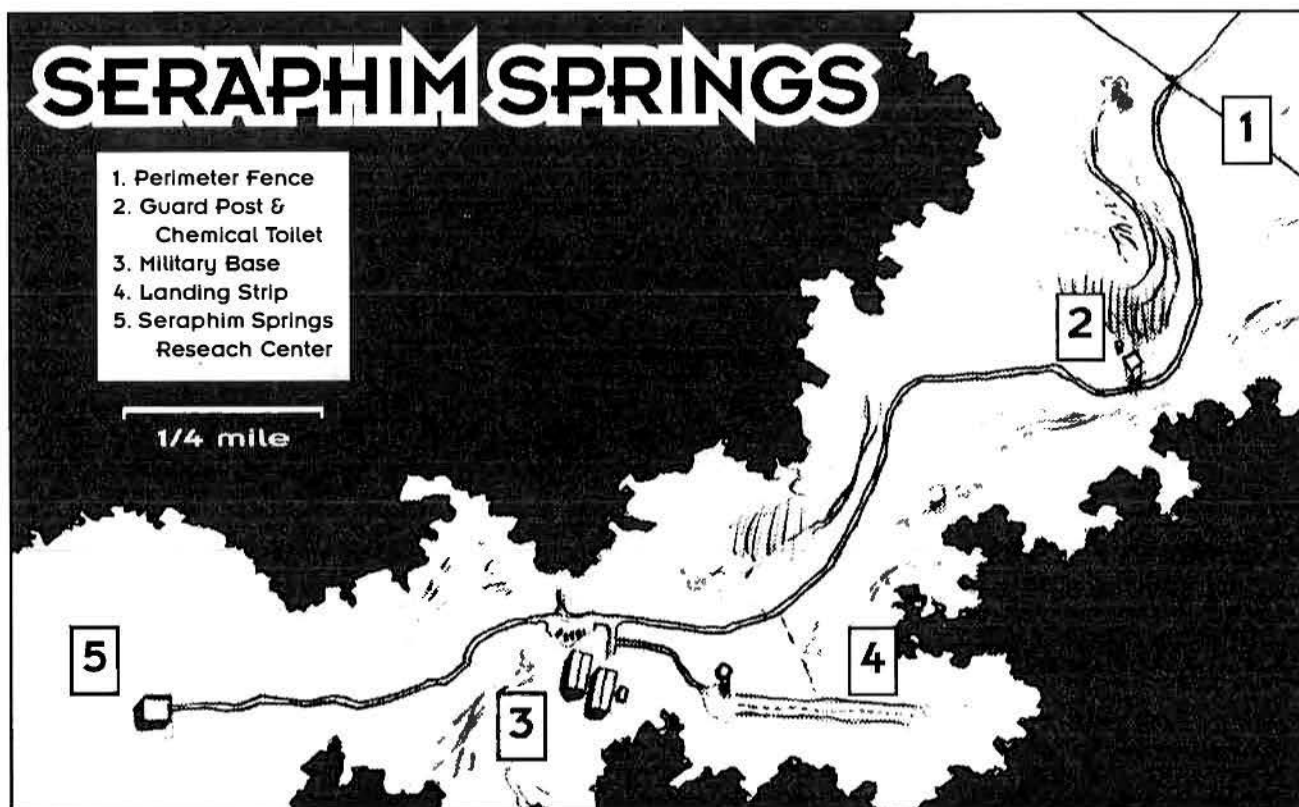 SERAPHIM SPRINGS
1. Perimeter Fence
2. Guard Post &
Chemical Toilet
3. Military Base
4. Landing Strip
5. Seraphim Springs
Reseach Center
1/4 mile
1
2
3
4
5